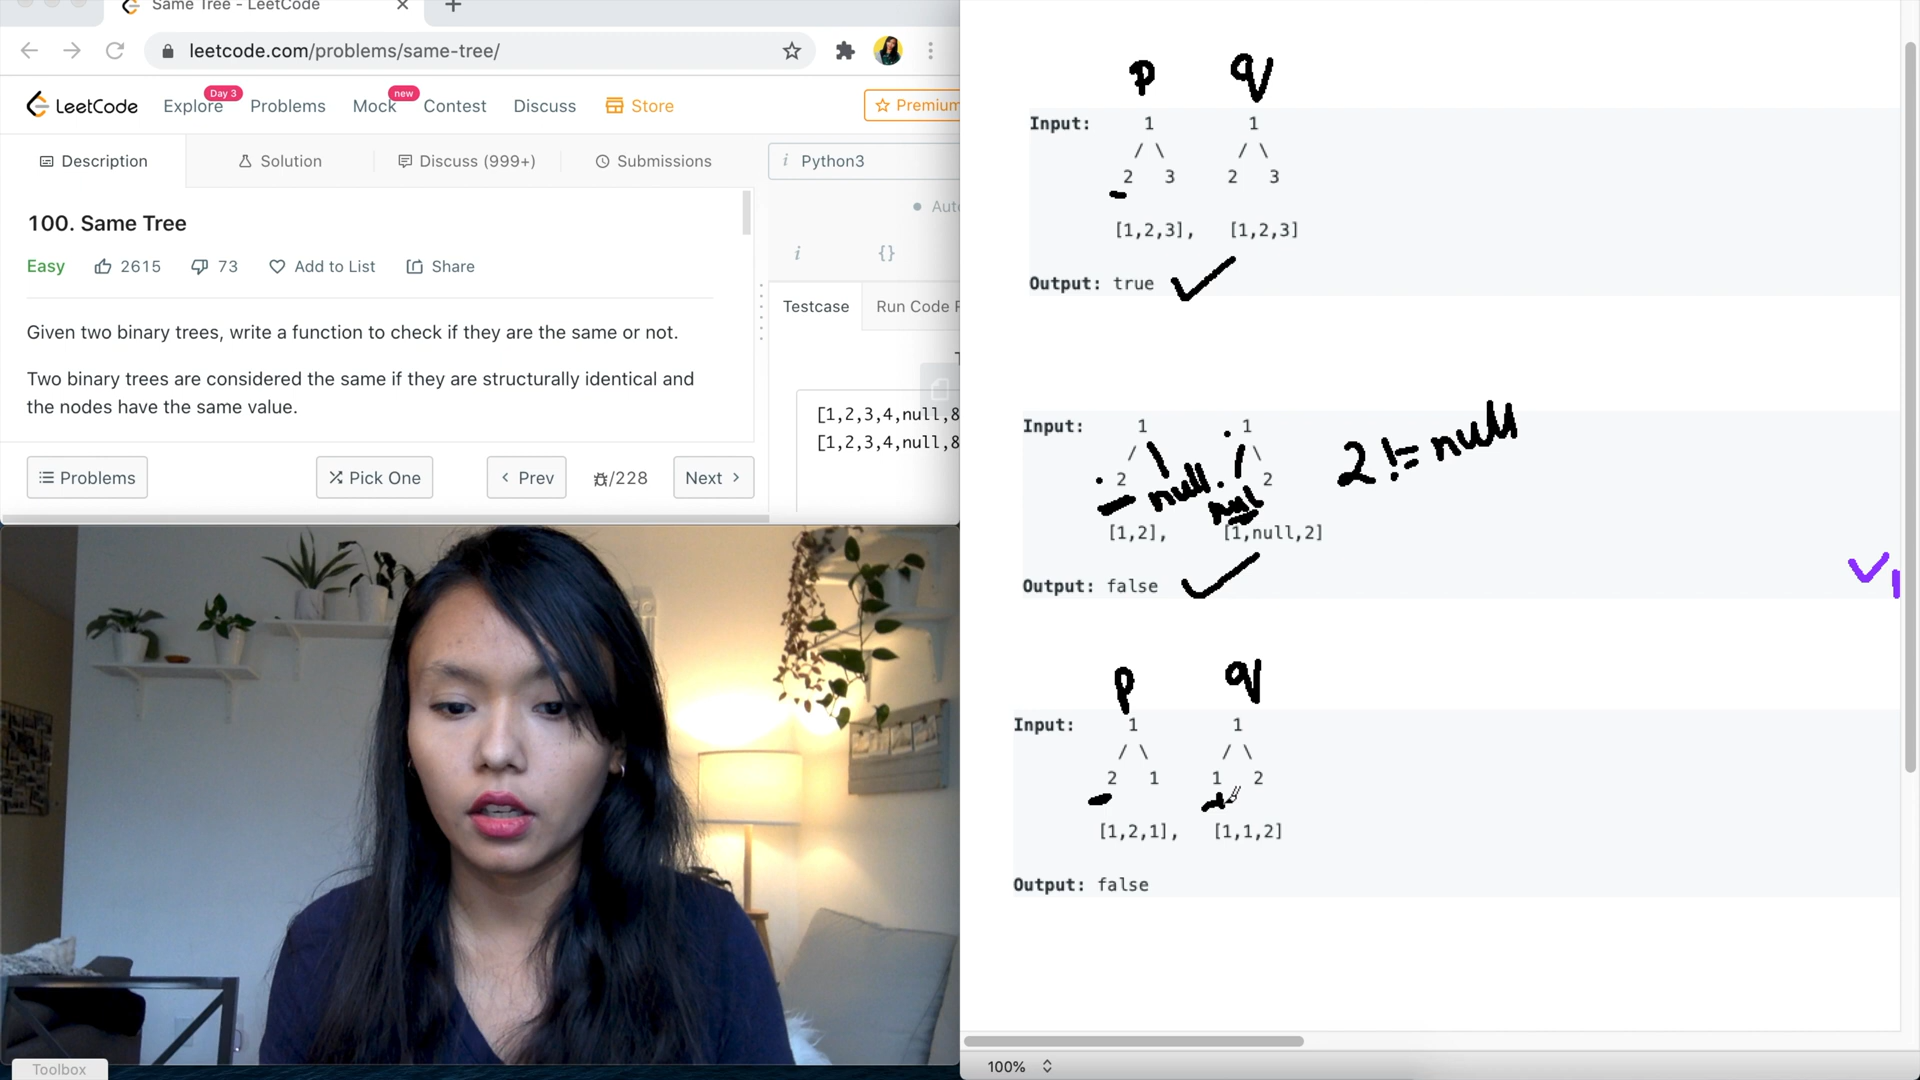 Same Tree - LeetCode
leetcode.com/problems/same-tree/
LeetCode Explore Day 3 Problems Mock new Contest Discuss Store Premium
Description Solution Discuss (999+) Submissions
i Python3
100. Same Tree
Easy 2615 73 Add to List Share
Given two binary trees, write a function to check if they are the same or not.
Two binary trees are considered the same if they are structurally identical and
the nodes have the same value.
Problems Pick One Prev /228 Next
i {}
Testcase Run Code
[1,2,3,4,null,8
[1,2,3,4,null,8
Toolbox
p q
Input: 1 1
/ \ / \
2 3 2 3
[1,2,3], [1,2,3]
Output: true
Input: 1 1
/ \
2 2
null null
2 != null
[1,2], [1,null,2]
Output: false
p q
Input: 1 1
/ \ / \
2 1 1 2
[1,2,1], [1,1,2]
Output: false
100%